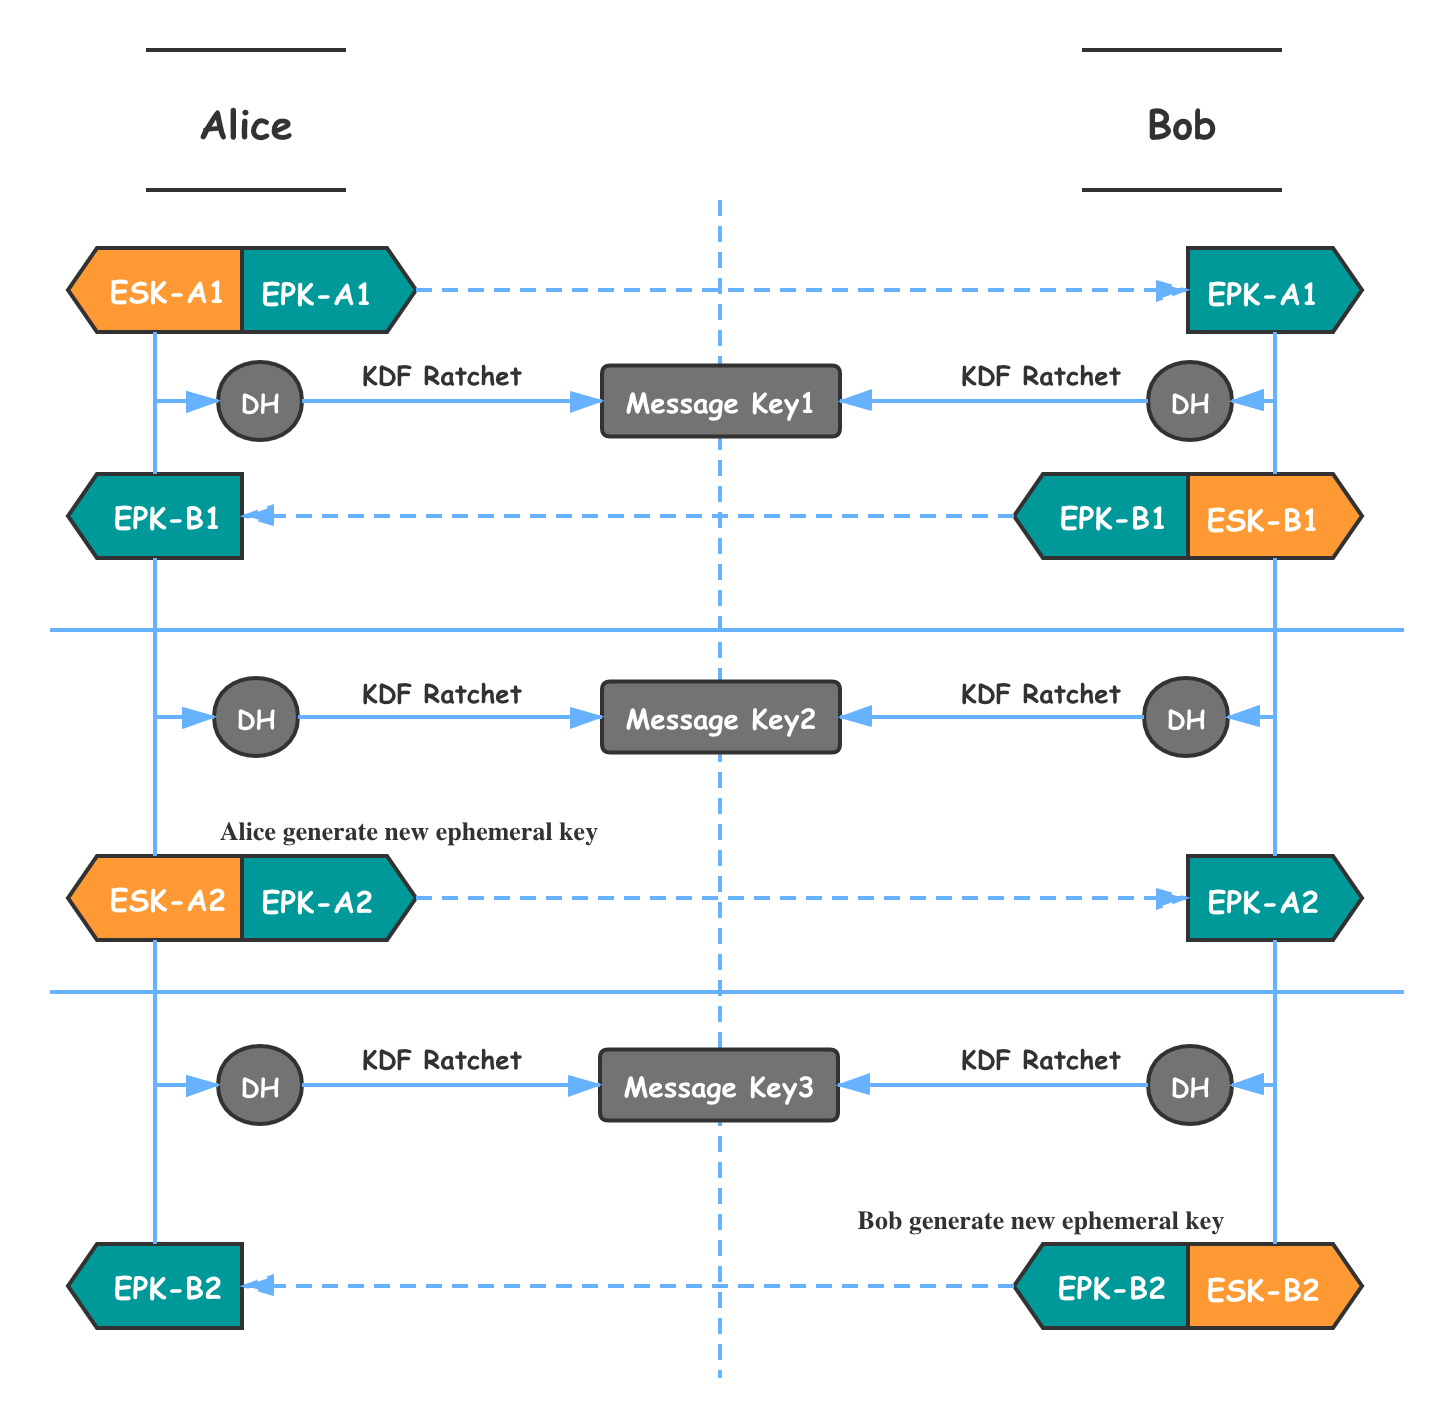 Alice
Bob
ESK-A1
EPK-A1
EPK-A1
KDF Ratchet
KDF Ratchet
DH
Message Key1
DH
EPK-B1
EPK-B1
ESK-B1
KDF Ratchet
KDF Ratchet
DH
Message Key2
DH
Alice generate new ephemeral key
ESK-A2
EPK-A2
EPK-A2
KDF Ratchet
KDF Ratchet
DH
Message Key3
DH
Bob generate new ephemeral key
EPK-B2
EPK-B2
ESK-B2